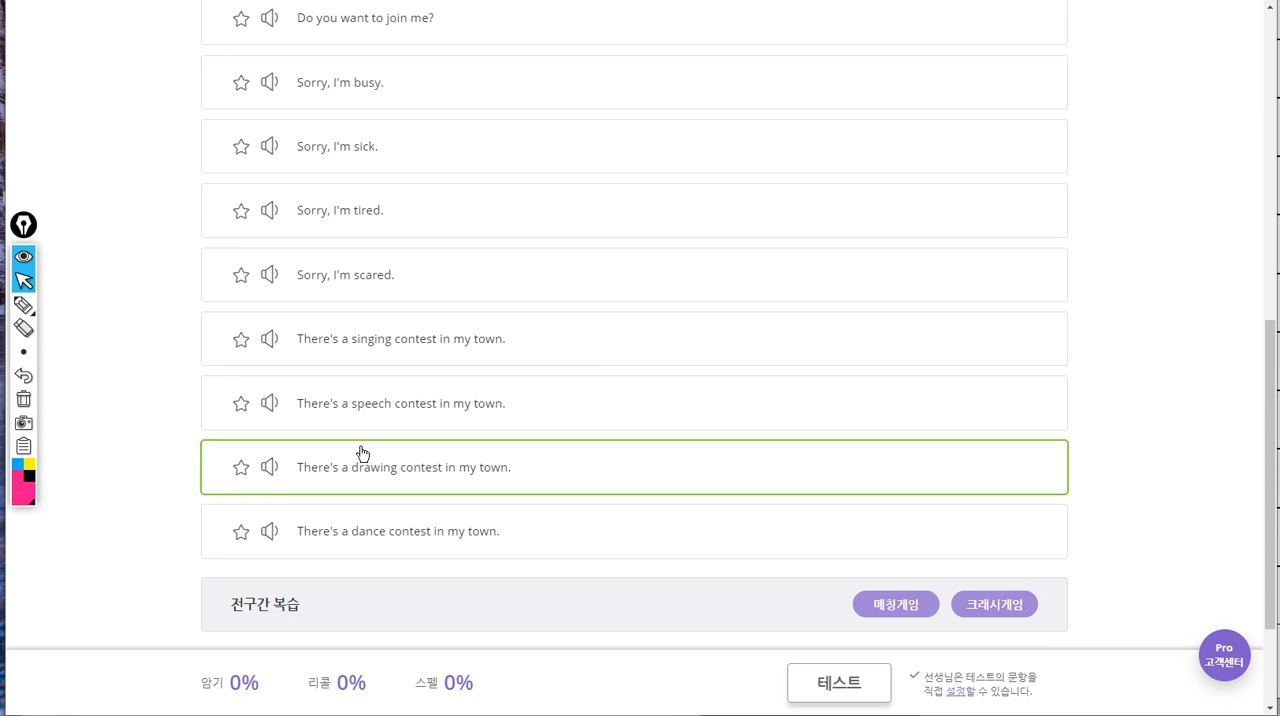 Do you want to join me?
Sorry, I'm busy.
Sorry, I'm sick.
Sorry, I'm tired.
Sorry, I'm scared.
There's a singing contest in my town.
There's a speech contest in my town.
There's a drawing contest in my town.
There's a dance contest in my town.
전구간 복습
매칭게임
크래시게임
Pro
고객센터
암기 0%
리콜 0%
스펠 0%
테스트
선생님은 테스트의 문항을
직접 설정할 수 있습니다.